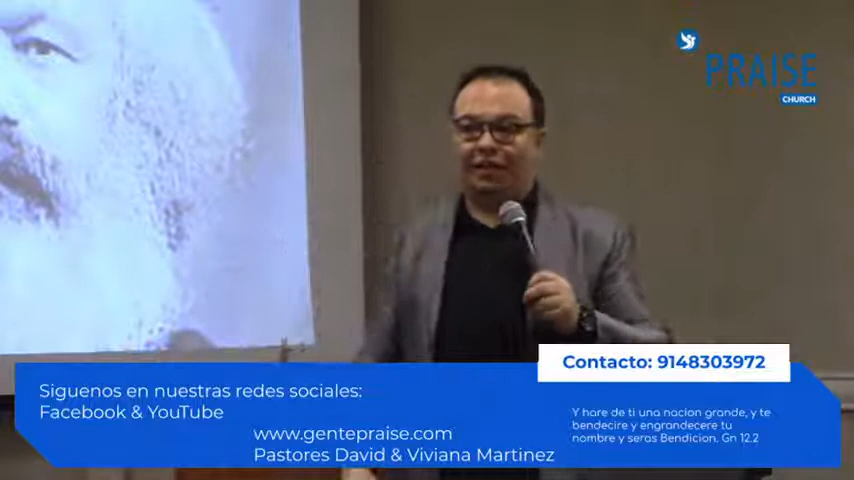 PRAISE
CHURCH
Contacto: 9148303972
Siguenos en nuestras redes sociales:
Facebook & YouTube
www.gentepraise.com
Pastores David & Viviana Martinez
Y hare de ti una nacion grande, y te
bendecire y engrandecere tu
nombre y seras Bendicion. Gn 12.2